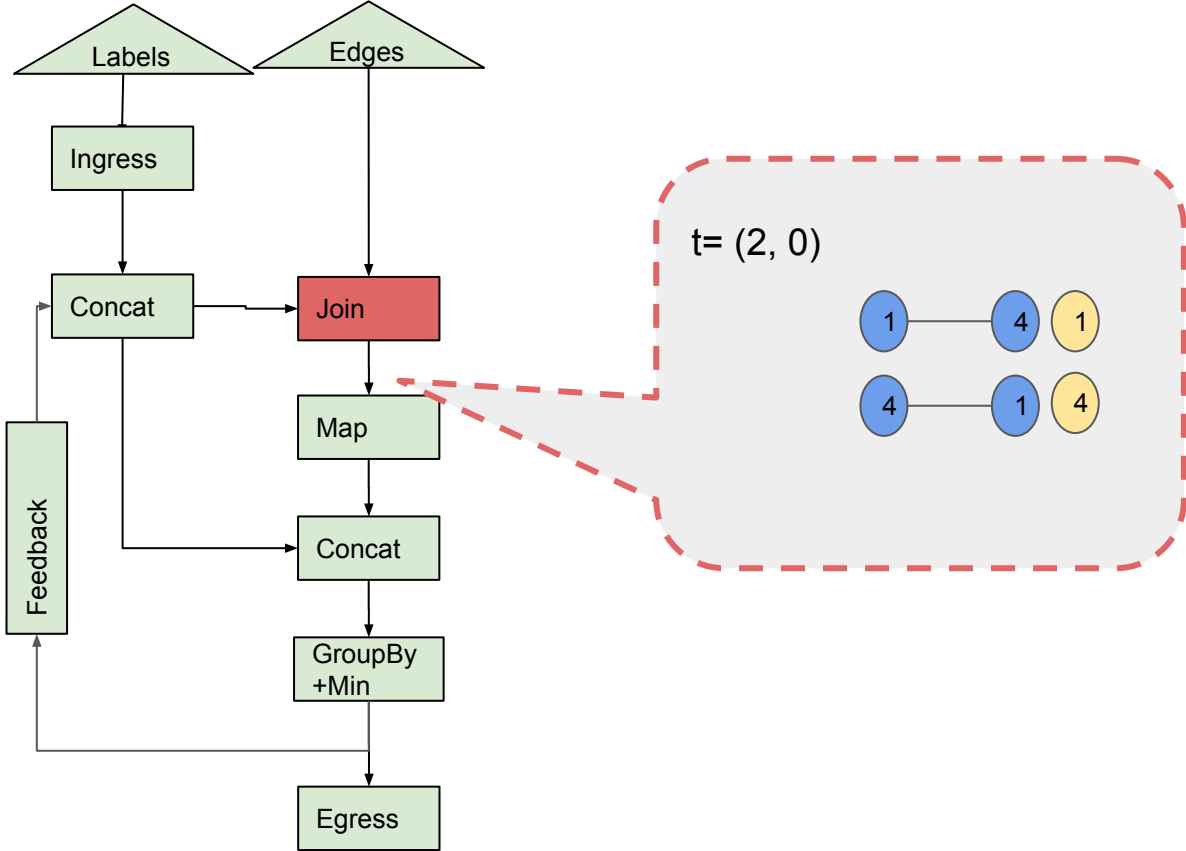 Labels
Edges
Ingress
Concat
Join
Map
Feedback
Concat
GroupBy
+Min
Egress
t= (2, 0)
1 4 1
4 1 4